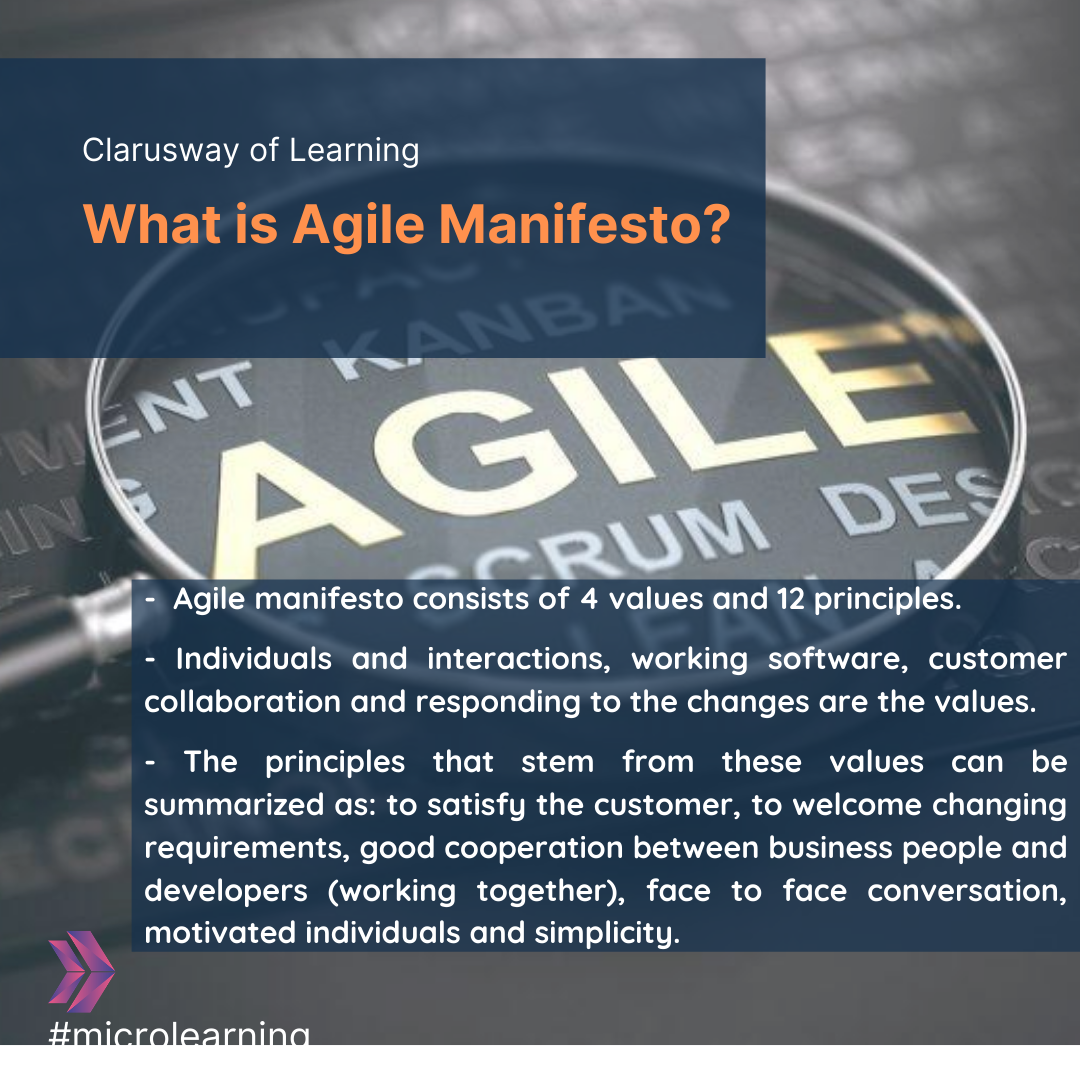 Clarusway of Learning
What is Agile Manifesto?
KANBAN
MENT
AGILE
SCRUM DESIG
LEAN
- Agile manifesto consists of 4 values and 12 principles.
- Individuals and interactions, working software, customer
collaboration and responding to the changes are the values.
- The principles that stem from these values can be
summarized as: to satisfy the customer, to welcome changing
requirements, good cooperation between business people and
developers (working together), face to face conversation,
motivated individuals and simplicity.
#microlearning